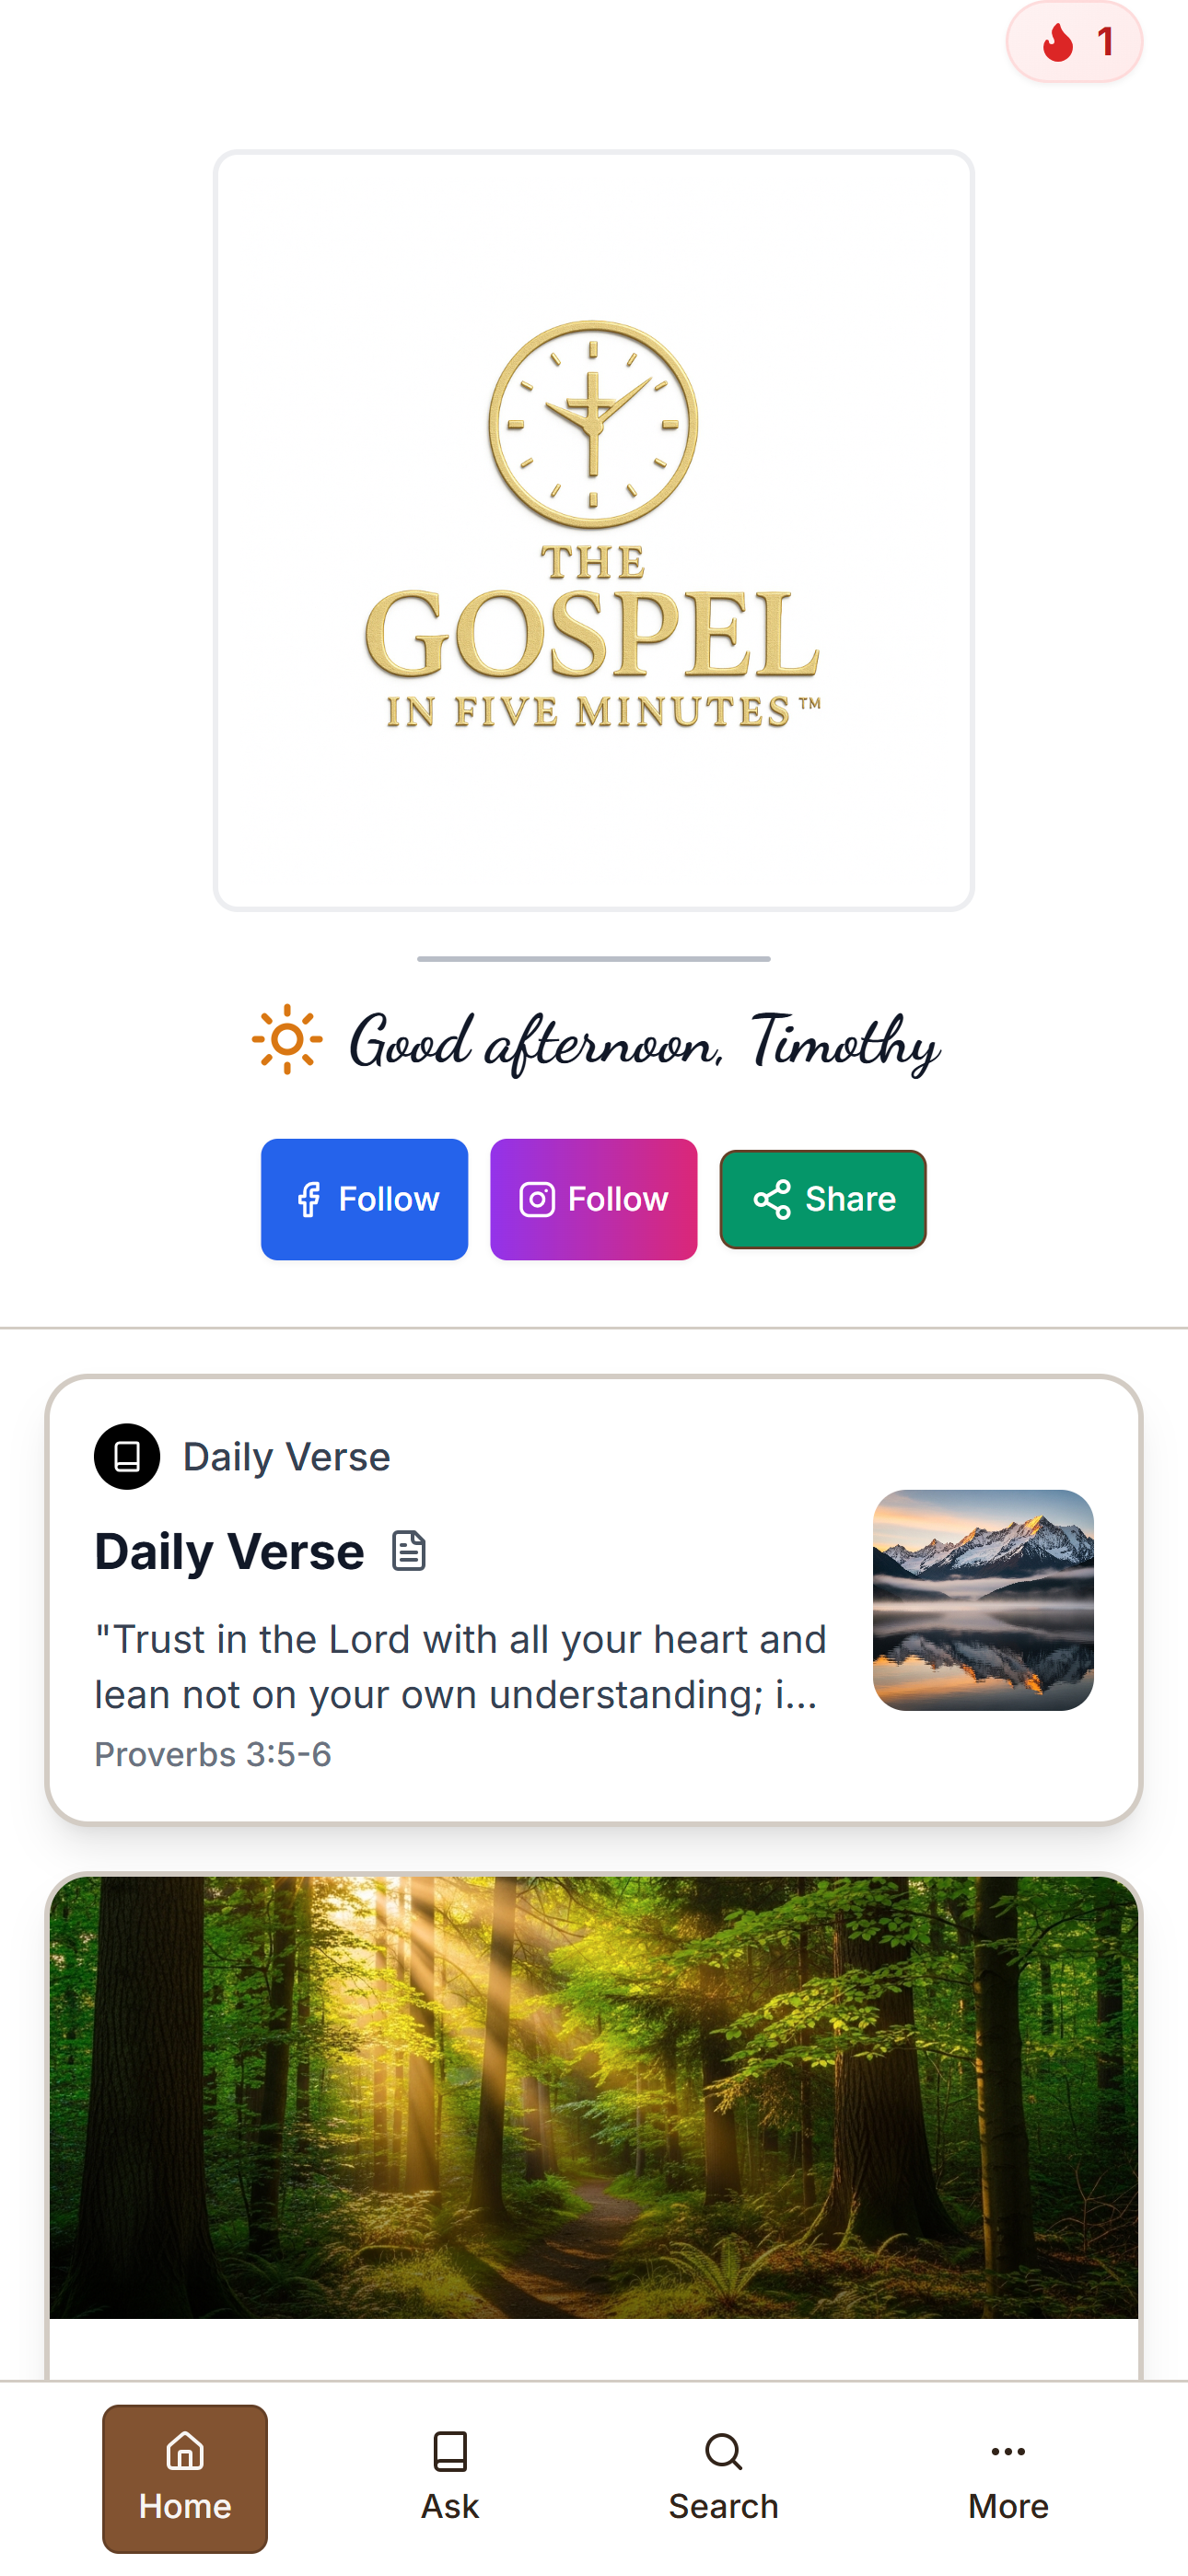 1
THE
GOSPEL
IN FIVE MINUTES™
Good afternoon, Timothy
Follow
Follow
Share
Daily Verse
Daily Verse
"Trust in the Lord with all your heart and
lean not on your own understanding; i...
Proverbs 3:5-6
Home
Ask
Search
More